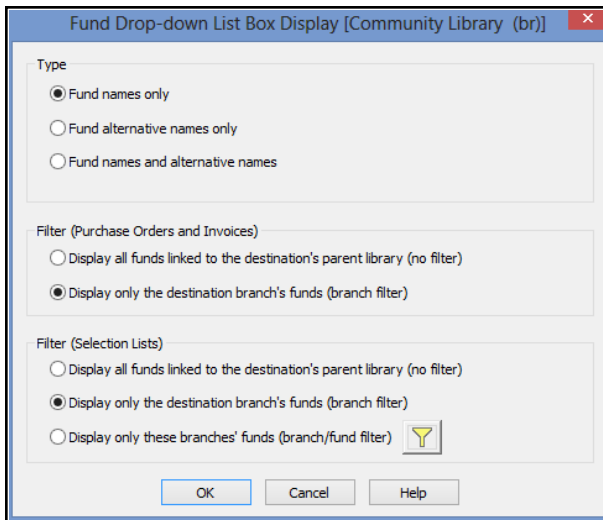 Fund Drop-down List Box Display [Community Library (br)]
Type
Fund names only
Fund alternative names only
Fund names and alternative names
Filter (Purchase Orders and Invoices)
Display all funds linked to the destination's parent library (no filter)
Display only the destination branch's funds (branch filter)
Filter (Selection Lists)
Display all funds linked to the destination's parent library (no filter)
Display only the destination branch's funds (branch filter)
Display only these branches' funds (branch/fund filter)
OK Cancel Help